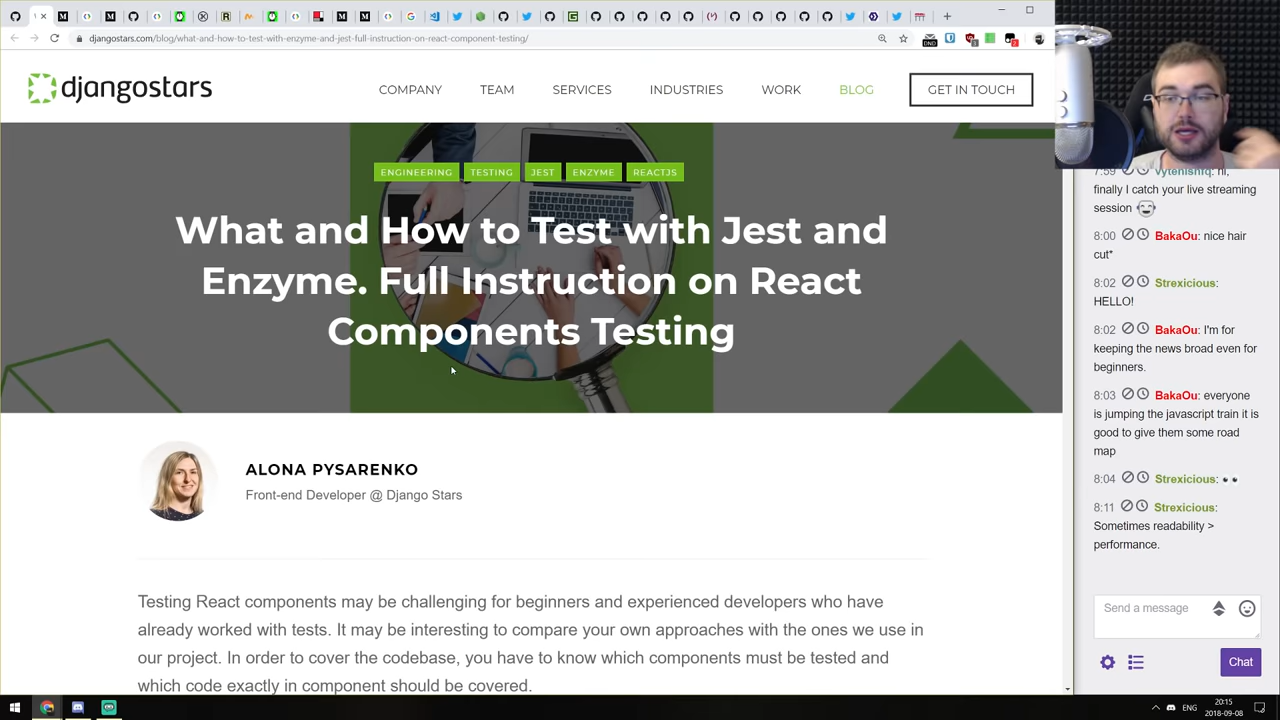 djangostars.com/blog/what-and-how-to-test-with-enzyme-and-jest-full-instruction-on-react-component-testing/
djangostars
COMPANY
TEAM
SERVICES
INDUSTRIES
WORK
BLOG
GET IN TOUCH
ENGINEERING
TESTING
JEST
ENZYME
REACTJS
What and How to Test with Jest and
Enzyme. Full Instruction on React
Components Testing
ALONA PYSARENKO
Front-end Developer @ Django Stars
Testing React components may be challenging for beginners and experienced developers who have
already worked with tests. It may be interesting to compare your own approaches with the ones we use in
our project. In order to cover the codebase, you have to know which components must be tested and
which code exactly in component should be covered.
7:59 hi,
finally I catch your live streaming
session
8:00 BakaOu: nice hair
cut*
8:02 Strexicious:
HELLO!
8:02 BakaOu: I'm for
keeping the news broad even for
beginners.
8:03 BakaOu: everyone
is jumping the javascript train it is
good to give them some road
map
8:04 Strexicious:
8:11 Strexicious:
Sometimes readability >
performance.
Send a message
Chat
ENG
20:15
2018-09-08